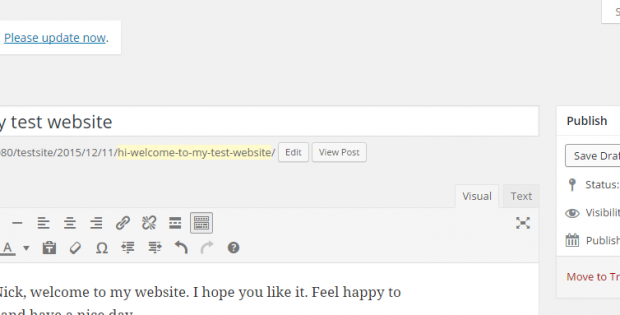 S
Please update now.
y test website
080/testsite/2015/12/11/hi-welcome-to-my-test-website/ Edit View Post
Publish
Save Draf
Status:
Visibilit
Publish
Move to Tr
Visual Text
A
Nick, welcome to my website. I hope you like it. Feel happy to
and have a nice day